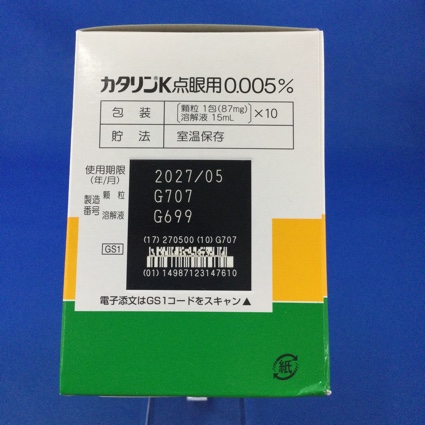 カタリンK点眼用0.005%
包装 顆粒 1包(87mg) 溶解液 15mL ×10
貯法 室温保存
使用期限 (年/月) 2027/05
製造番号 顆粒 G707
溶解液 G699
GS1
(17) 270500 (10) G707
(01) 14987123147610
電子添文はGS1コードをスキャン▲
紙